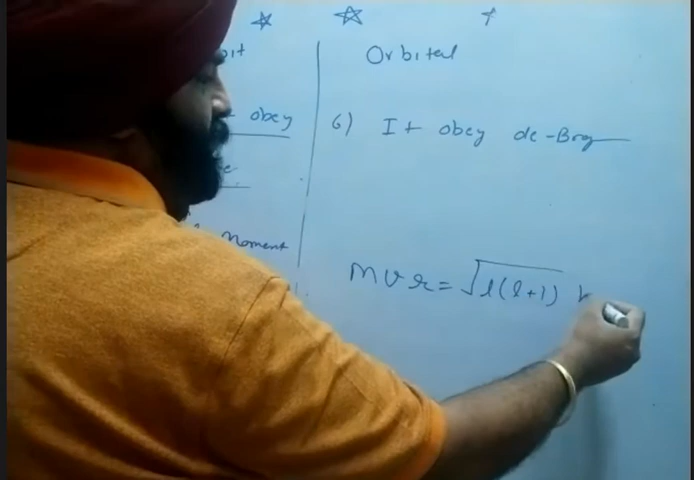 Orbital
obey
6) It obey de-Brog
Moment
mvr = √l(l+1) h